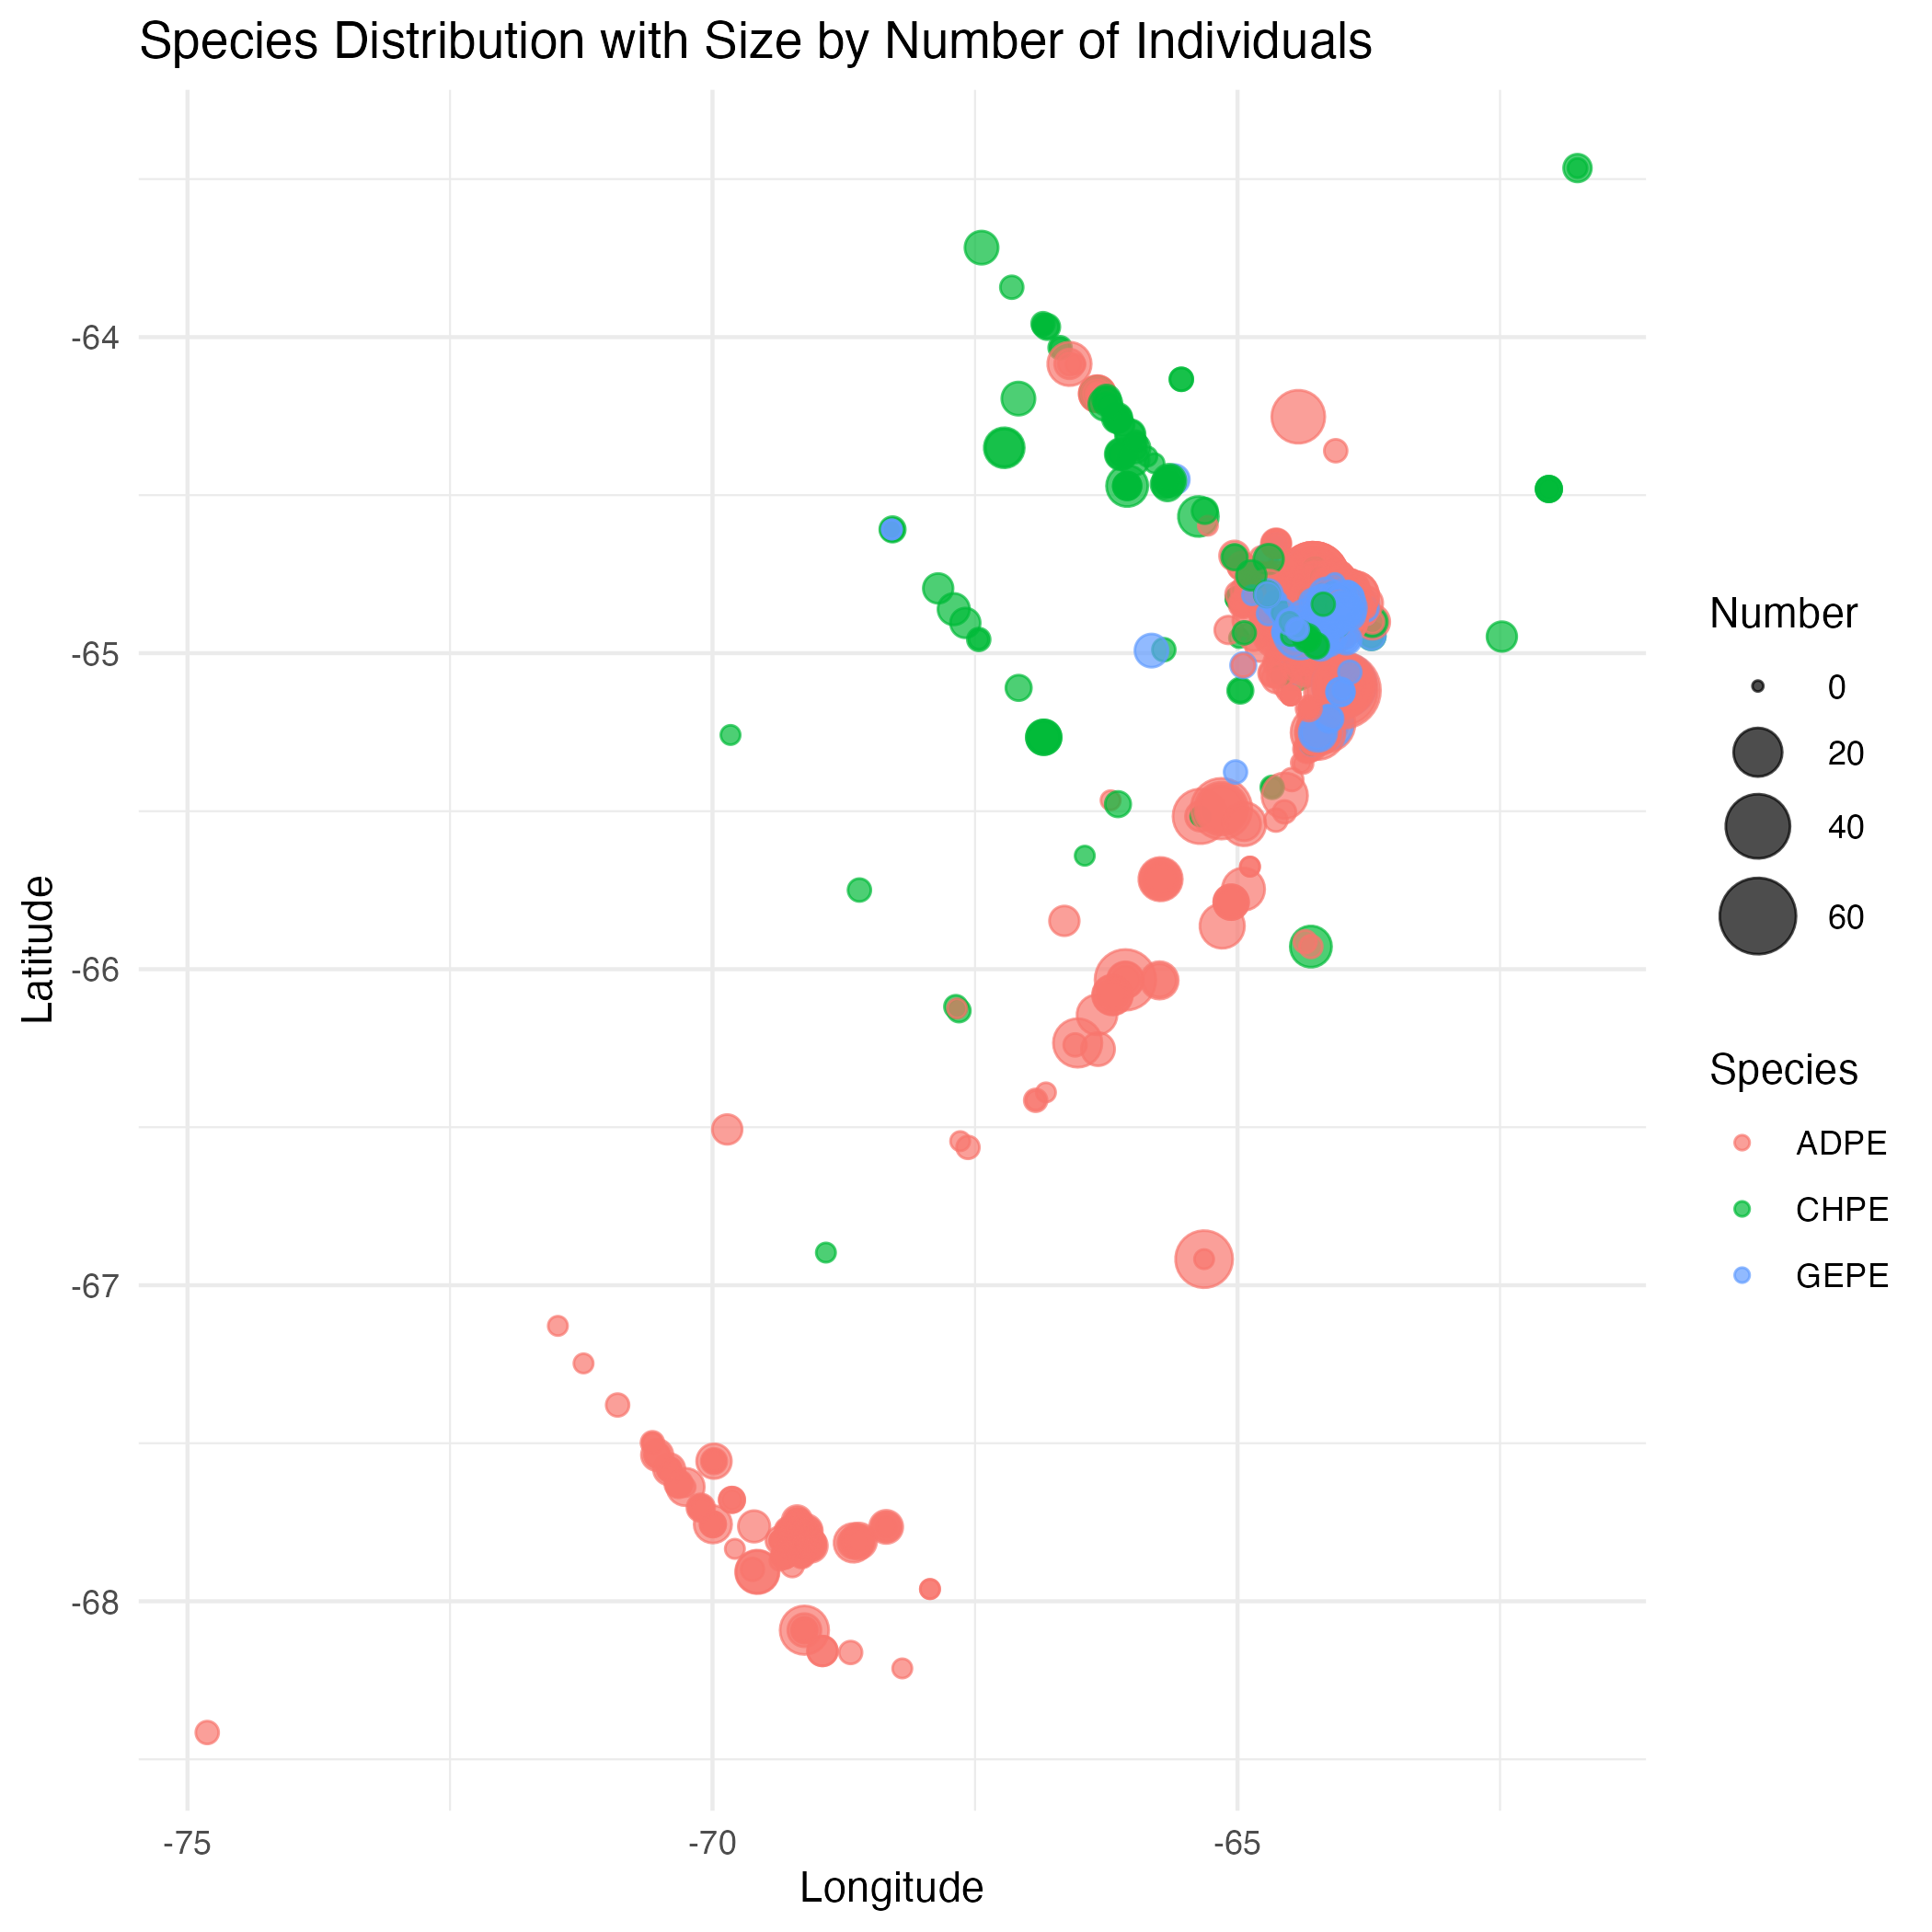 Species Distribution with Size by Number of Individuals
-64
-65
-66
-67
-68
Latitude
-75
-70
-65
Longitude
Number
0
20
40
60
Species
ADPE
CHPE
GEPE